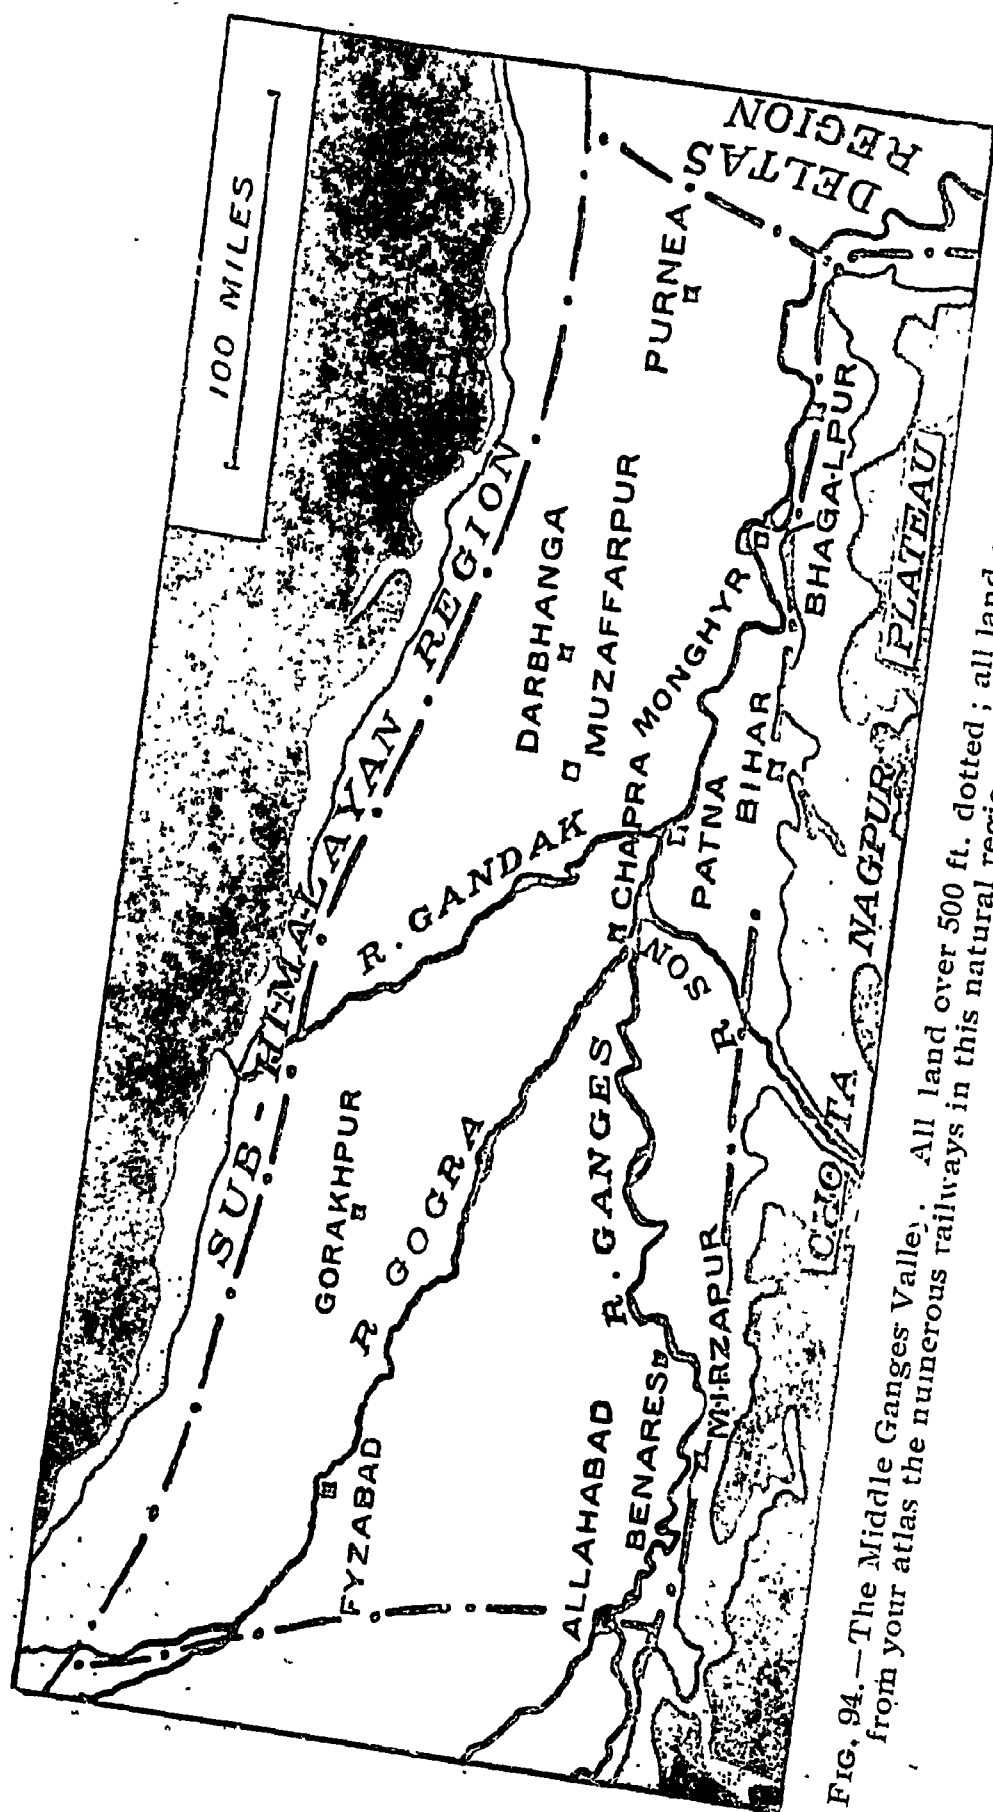 100 MILES
SUB-HIMALAYAN REGION
DELTAS
REGION
PURNEA
DARBHANGA
MUZAFFARPUR
GORAKHPUR
R. GANDAK
R GOGRA
FYZABAD
CHAPRA
MONGHYR
BHAGALPUR
PATNA
BIHAR
R. SON
R. GANGES
ALLAHABAD
BENARES
MIRZAPUR
CHOTA NAGPUR PLATEAU
FIG. 94.—The Middle Ganges Valley. All land over 500 ft. dotted; all land
from your atlas the numerous railways in this natural